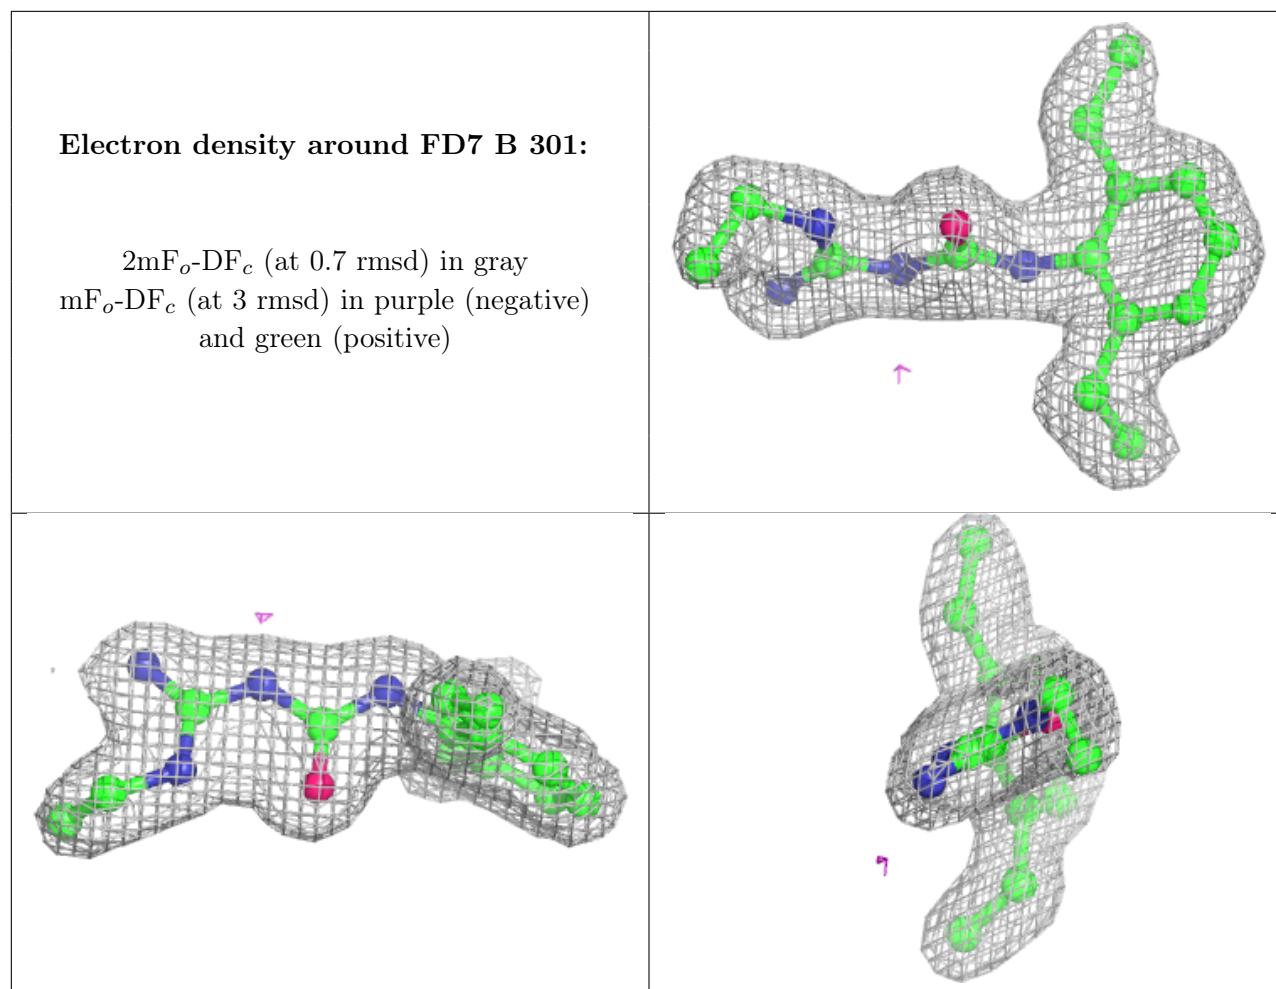 Electron density around FD7 B 301:
2mFo-DFc (at 0.7 rmsd) in gray
mFo-DFc (at 3 rmsd) in purple (negative)
and green (positive)